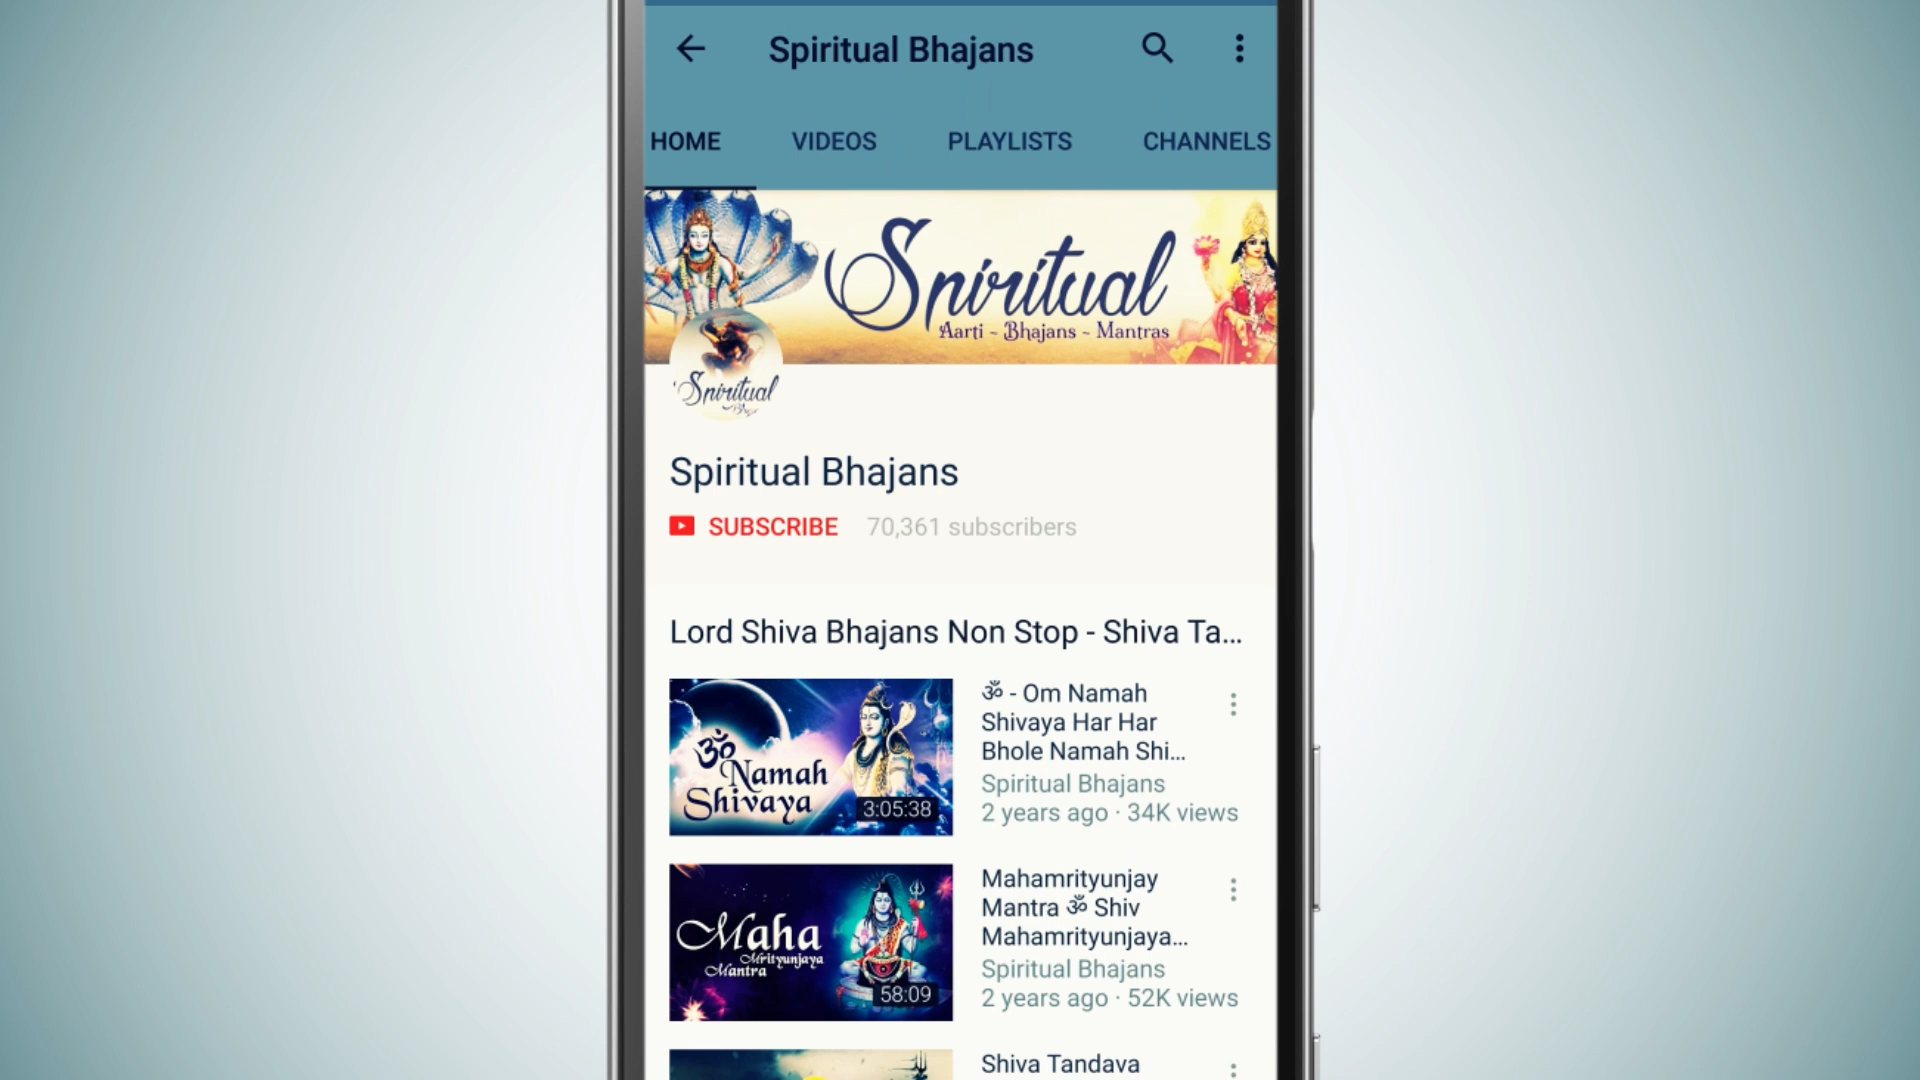 Spiritual Bhajans
HOME VIDEOS PLAYLISTS CHANNELS
Spiritual
Aarti ~ Bhajans ~ Mantras
Spiritual
Spiritual Bhajans
SUBSCRIBE 70,361 subscribers
Lord Shiva Bhajans Non Stop - Shiva Ta...
ॐ
Namah
Shivaya
3:05:38
ॐ - Om Namah
Shivaya Har Har
Bhole Namah Shi...
Spiritual Bhajans
2 years ago · 34K views
Maha
Mrityunjaya
Mantra
58:09
Mahamrityunjay
Mantra ॐ Shiv
Mahamrityunjaya...
Spiritual Bhajans
2 years ago · 52K views
Shiva Tandava